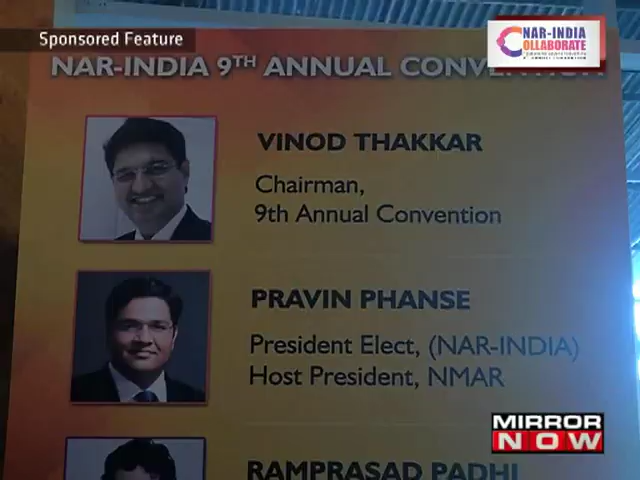 Sponsored Feature
NAR-INDIA
COLLABORATE
NAR-INDIA 9TH ANNUAL CONVENTION
VINOD THAKKAR
Chairman,
9th Annual Convention
PRAVIN PHANSE
President Elect, (NAR-INDIA)
Host President, NMAR
MIRROR
NOW
RAMPRASAD PADHI